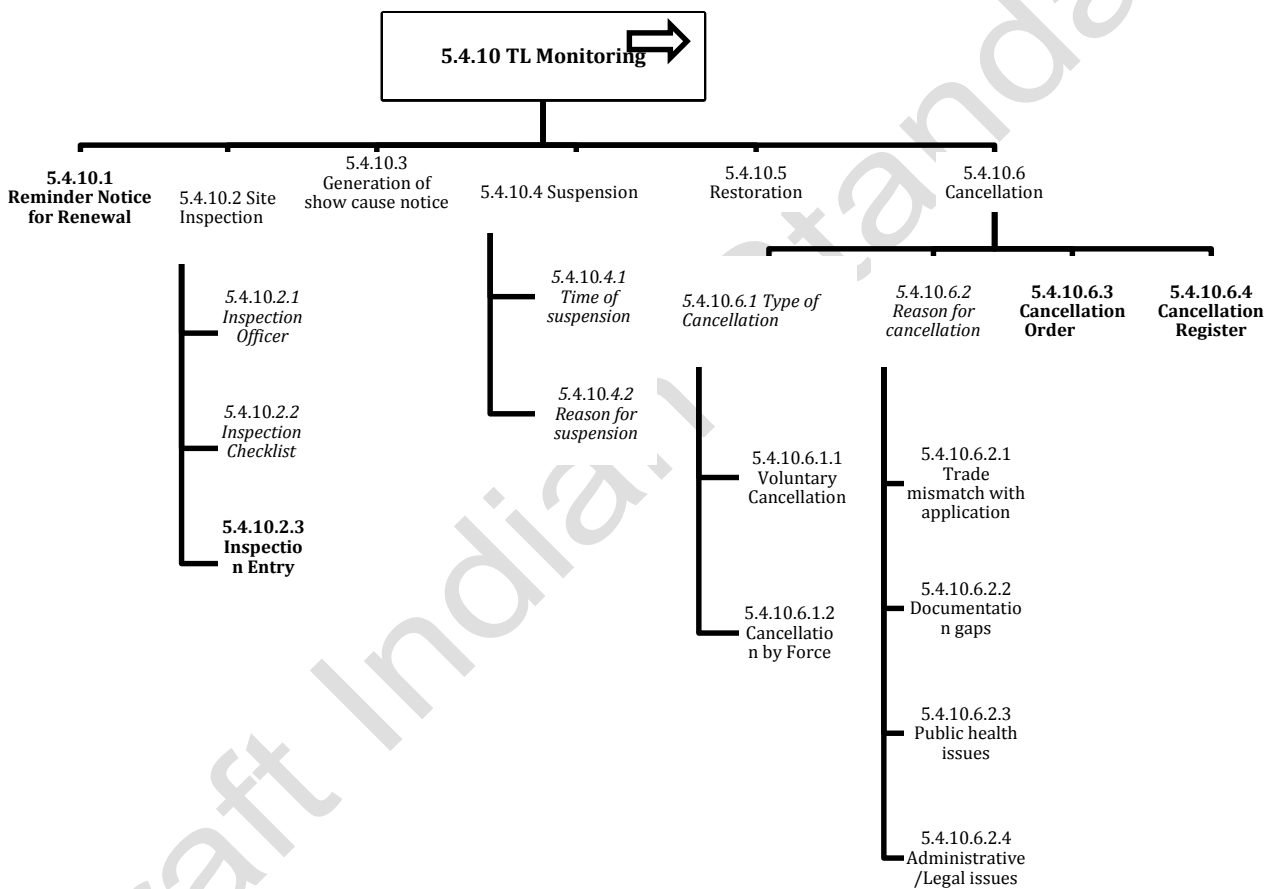 5.4.10 TL Monitoring
5.4.10.1
Reminder Notice
for Renewal
5.4.10.2 Site
Inspection
5.4.10.3
Generation of
show cause notice
5.4.10.4 Suspension
5.4.10.5
Restoration
5.4.10.6
Cancellation
5.4.10.2.1
Inspection
Officer
5.4.10.2.2
Inspection
Checklist
5.4.10.2.3
Inspectio
n Entry
5.4.10.4.1
Time of
suspension
5.4.10.4.2
Reason for
suspension
5.4.10.6.1 Type of
Cancellation
5.4.10.6.2
Reason for
cancellation
5.4.10.6.3
Cancellation
Order
5.4.10.6.4
Cancellation
Register
5.4.10.6.1.1
Voluntary
Cancellation
5.4.10.6.1.2
Cancellatio
n by Force
5.4.10.6.2.1
Trade
mismatch with
application
5.4.10.6.2.2
Documentatio
n gaps
5.4.10.6.2.3
Public health
issues
5.4.10.6.2.4
Administrative
/Legal issues